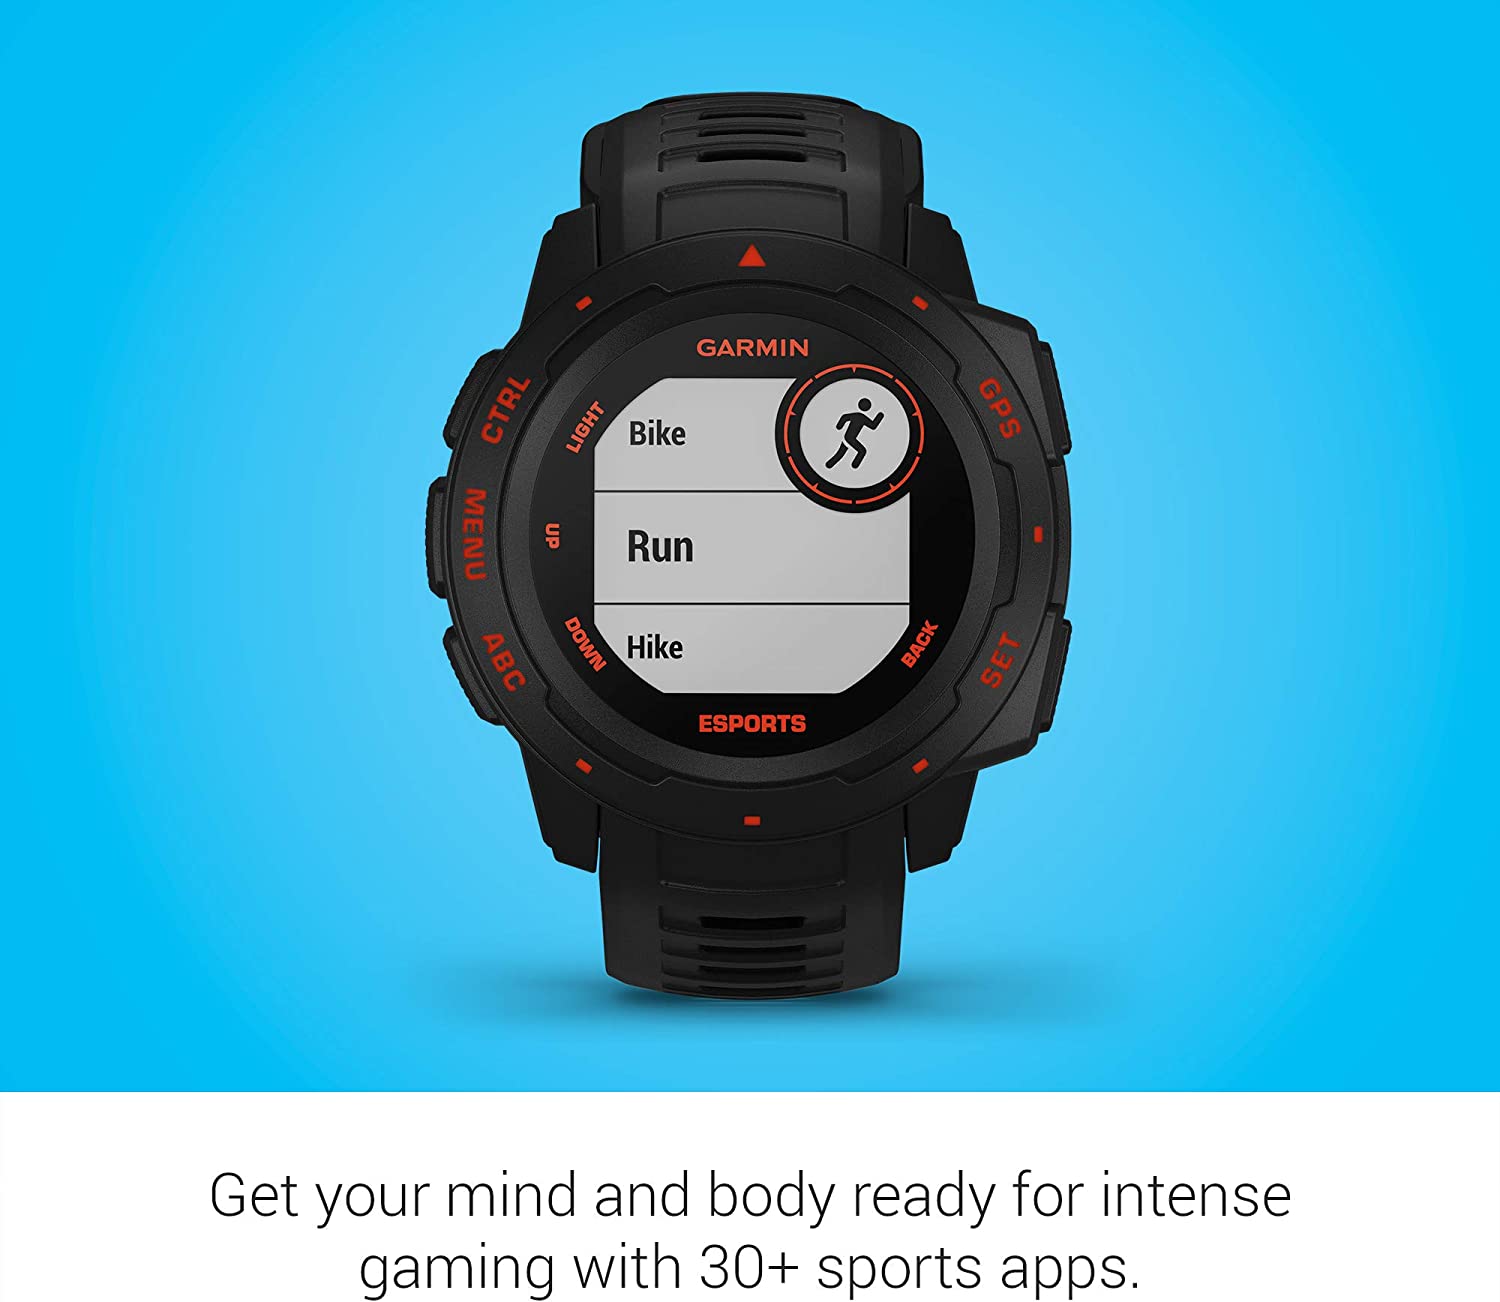 GARMIN
CTRL
LIGHT
GPS
Bike
MENU
UP
Run
ABC
DOWN
Hike
BACK
SET
ESPORTS
Get your mind and body ready for intense
gaming with 30+ sports apps.